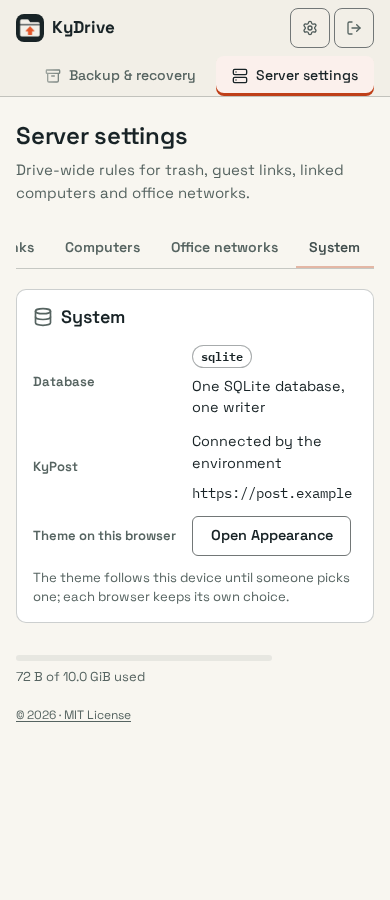 KyDrive
Backup & recovery
Server settings
Server settings
Drive-wide rules for trash, guest links, linked
computers and office networks.
nks
Computers
Office networks
System
System
Database
sqlite
One SQLite database,
one writer
KyPost
Connected by the
environment
https://post.example
Theme on this browser
Open Appearance
The theme follows this device until someone picks
one; each browser keeps its own choice.
72 B of 10.0 GiB used
© 2026 · MIT License